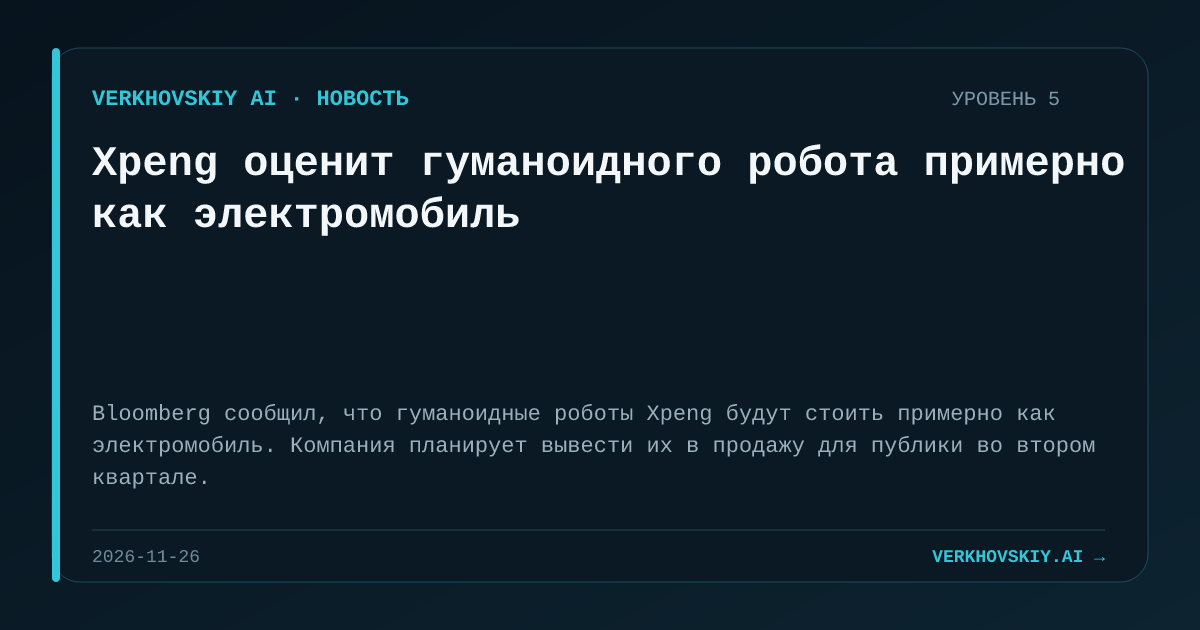 VERKHOVSKIY AI · НОВОСТЬ
УРОВЕНЬ 5
Xpeng оценит гуманоидного робота примерно
как электромобиль
Bloomberg сообщил, что гуманоидные роботы Xpeng будут стоить примерно как
электромобиль. Компания планирует вывести их в продажу для публики во втором
квартале.
2026-11-26
VERKHOVSKIY.AI →